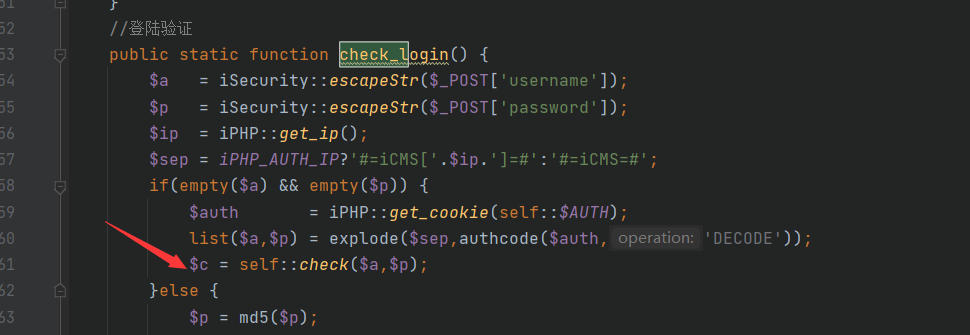 51 }
52 //登陆验证
53 public static function check_login() {
54 $a = iSecurity::escapeStr($_POST['username']);
55 $p = iSecurity::escapeStr($_POST['password']);
56 $ip = iPHP::get_ip();
57 $sep = iPHP_AUTH_IP?'#=iCMS['.$ip.']=#':'#=iCMS=#';
58 if(empty($a) && empty($p)) {
59 $auth = iPHP::get_cookie(self::$AUTH);
60 list($a,$p) = explode($sep,authcode($auth, operation: 'DECODE'));
61 $c = self::check($a,$p);
62 }else {
63 $p = md5($p);